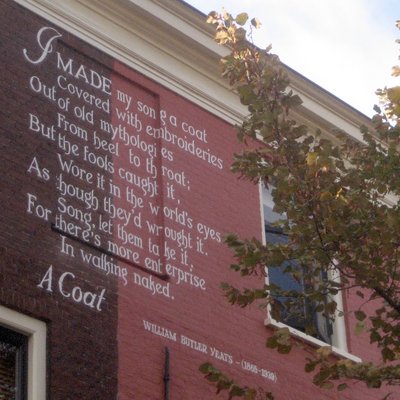 I MADE my song a coat
Covered with embroideries
Out of old mythologies
From heel to throat;
But the fools caught it,
Wore it in the world's eyes
As though they'd wrought it.
Song, let them take it,
For there's more enterprise
In walking naked.
A Coat
WILLIAM BUTLER YEATS – (1865-1939)